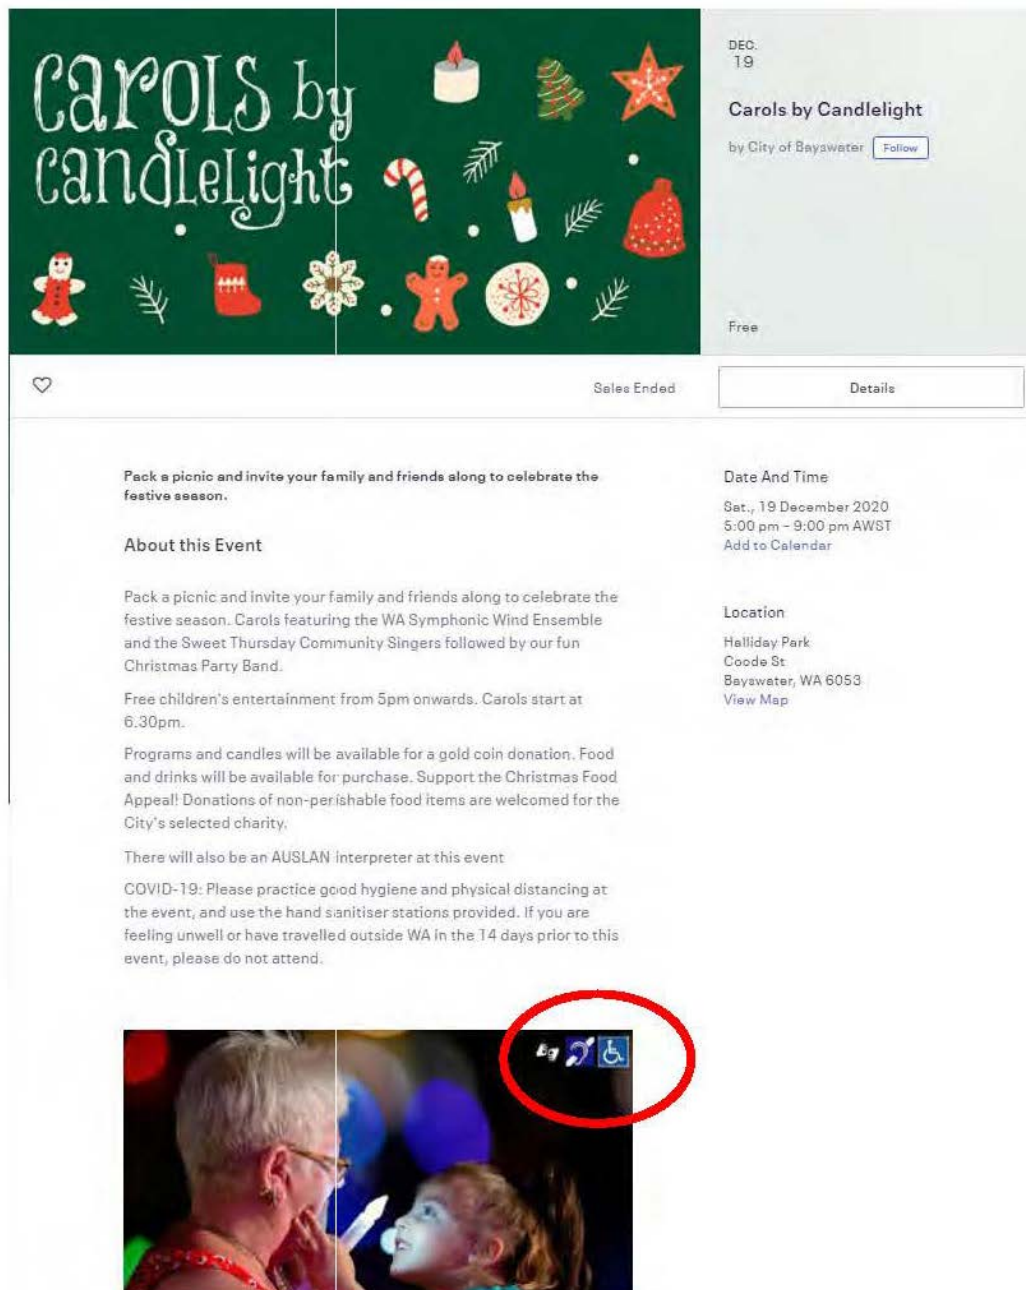 CAROLS by
CANDLELIGHT
DEC.
19
Carols by Candlelight
by City of Bayswater Follow
Free
Sales Ended
Details
Pack a picnic and invite your family and friends along to celebrate the
festive season.
About this Event
Pack a picnic and invite your family and friends along to celebrate the
festive season. Carols featuring the WA Symphonic Wind Ensemble
and the Sweet Thursday Community Singers followed by our fun
Christmas Party Band.
Free children's entertainment from 5pm onwards. Carols start at
6.30pm.
Programs and candles will be available for a gold coin donation. Food
and drinks will be available for purchase. Support the Christmas Food
Appeal! Donations of non-perishable food items are welcomed for the
City's selected charity.
There will also be an AUSLAN interpreter at this event
COVID-19: Please practice good hygiene and physical distancing at
the event, and use the hand sanitiser stations provided. If you are
feeling unwell or have travelled outside WA in the 14 days prior to this
event, please do not attend.
Date And Time
Sat., 19 December 2020
5:00 pm – 9:00 pm AWST
Add to Calendar
Location
Halliday Park
Coode St
Bayswater, WA 6053
View Map